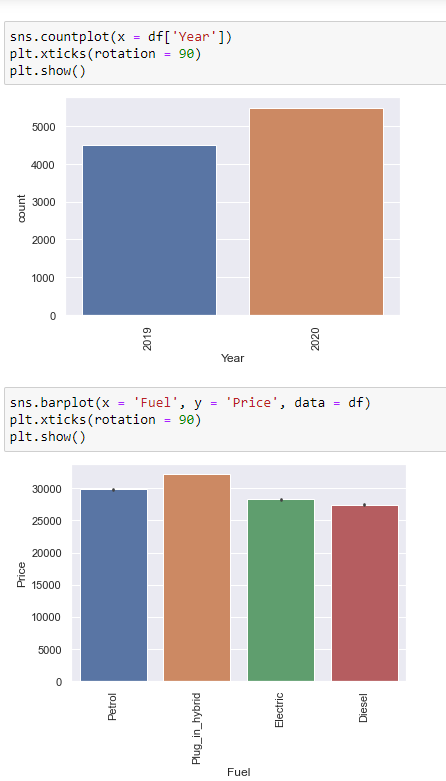 sns.countplot(x = df['Year'])
plt.xticks(rotation = 90)
plt.show()
5000
4000
3000
2000
1000
0
count
2019
2020
Year
sns.barplot(x = 'Fuel', y = 'Price', data = df)
plt.xticks(rotation = 90)
plt.show()
30000
25000
20000
15000
10000
5000
0
Price
Petrol
Plug_in_hybrid
Electric
Diesel
Fuel